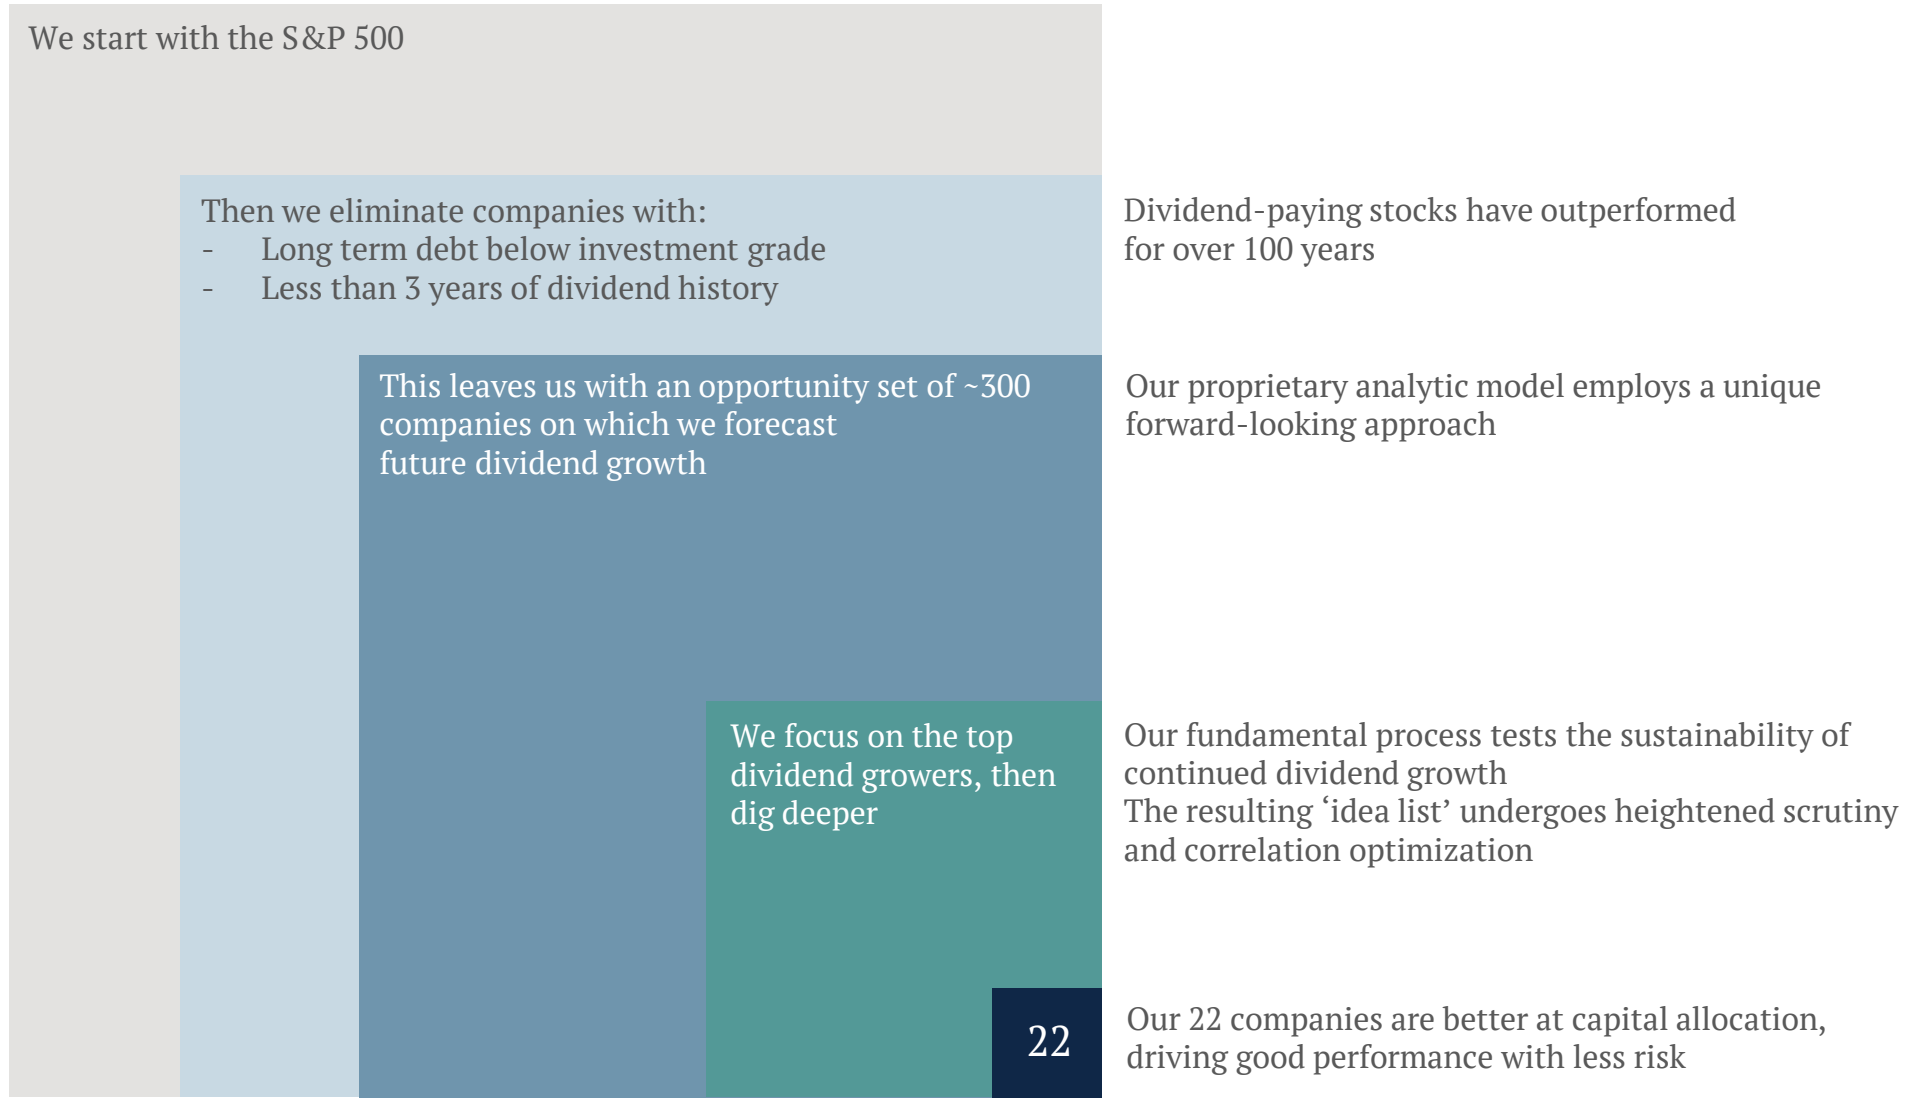 We start with the S&P 500
Then we eliminate companies with:
- Long term debt below investment grade
- Less than 3 years of dividend history
Dividend-paying stocks have outperformed
for over 100 years
This leaves us with an opportunity set of ~300
companies on which we forecast
future dividend growth
Our proprietary analytic model employs a unique
forward-looking approach
We focus on the top
dividend growers, then
dig deeper
Our fundamental process tests the sustainability of
continued dividend growth
The resulting ‘idea list’ undergoes heightened scrutiny
and correlation optimization
22
Our 22 companies are better at capital allocation,
driving good performance with less risk